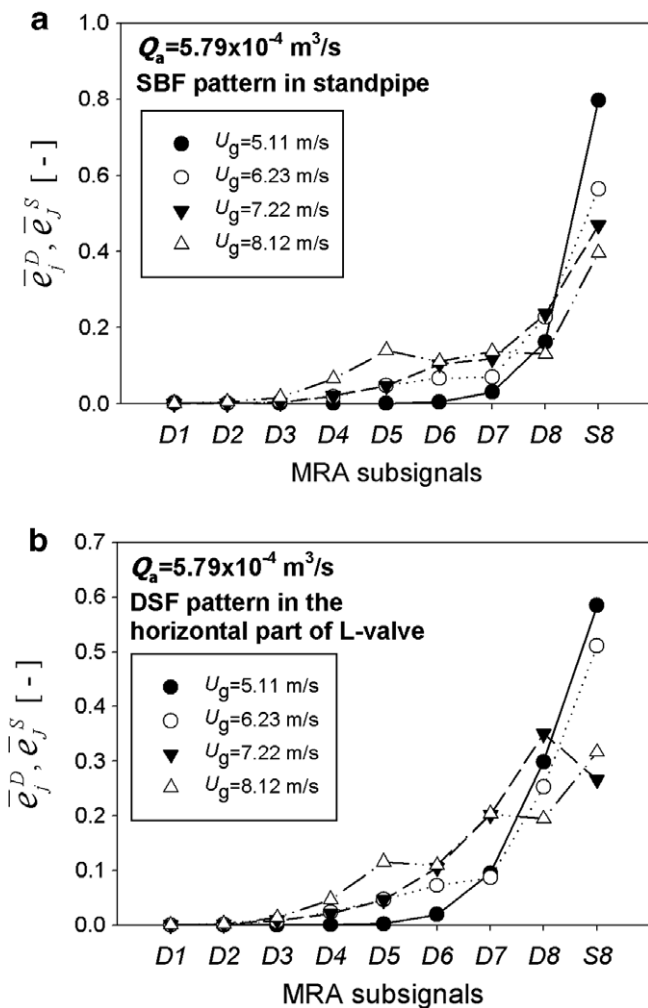 a
Qa=5.79x10⁻⁴ m³/s
SBF pattern in standpipe
Ug=5.11 m/s
Ug=6.23 m/s
Ug=7.22 m/s
Ug=8.12 m/s
1.0
0.8
0.6
0.4
0.2
0.0
e̅_j^D, e̅_J^S [ - ]
D1 D2 D3 D4 D5 D6 D7 D8 S8
MRA subsignals
b
Qa=5.79x10⁻⁴ m³/s
DSF pattern in the
horizontal part of L-valve
Ug=5.11 m/s
Ug=6.23 m/s
Ug=7.22 m/s
Ug=8.12 m/s
0.7
0.6
0.5
0.4
0.3
0.2
0.1
0.0
e̅_j^D, e̅_J^S [ - ]
D1 D2 D3 D4 D5 D6 D7 D8 S8
MRA subsignals